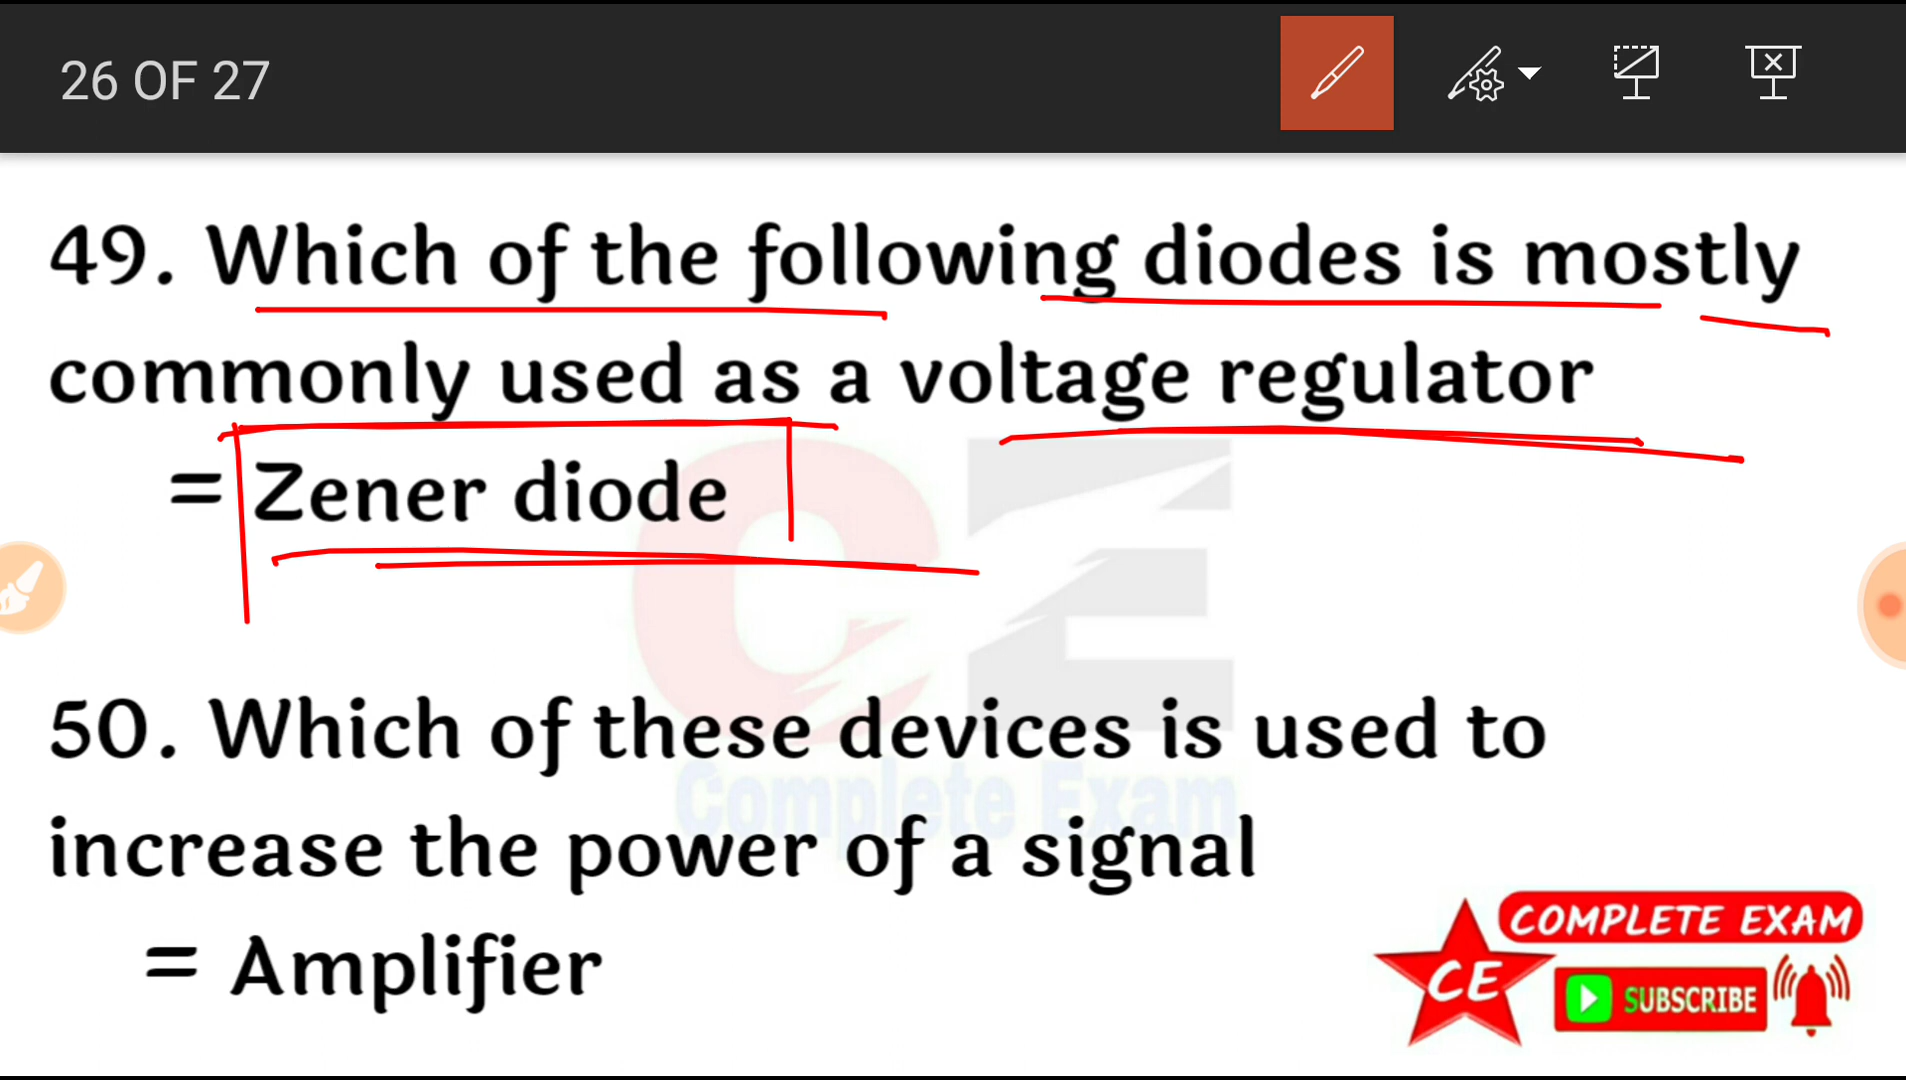 26 OF 27
49. Which of the following diodes is mostly
commonly used as a voltage regulator
= Zener diode
CE
Complete Exam
50. Which of these devices is used to
increase the power of a signal
= Amplifier
COMPLETE EXAM
CE
SUBSCRIBE